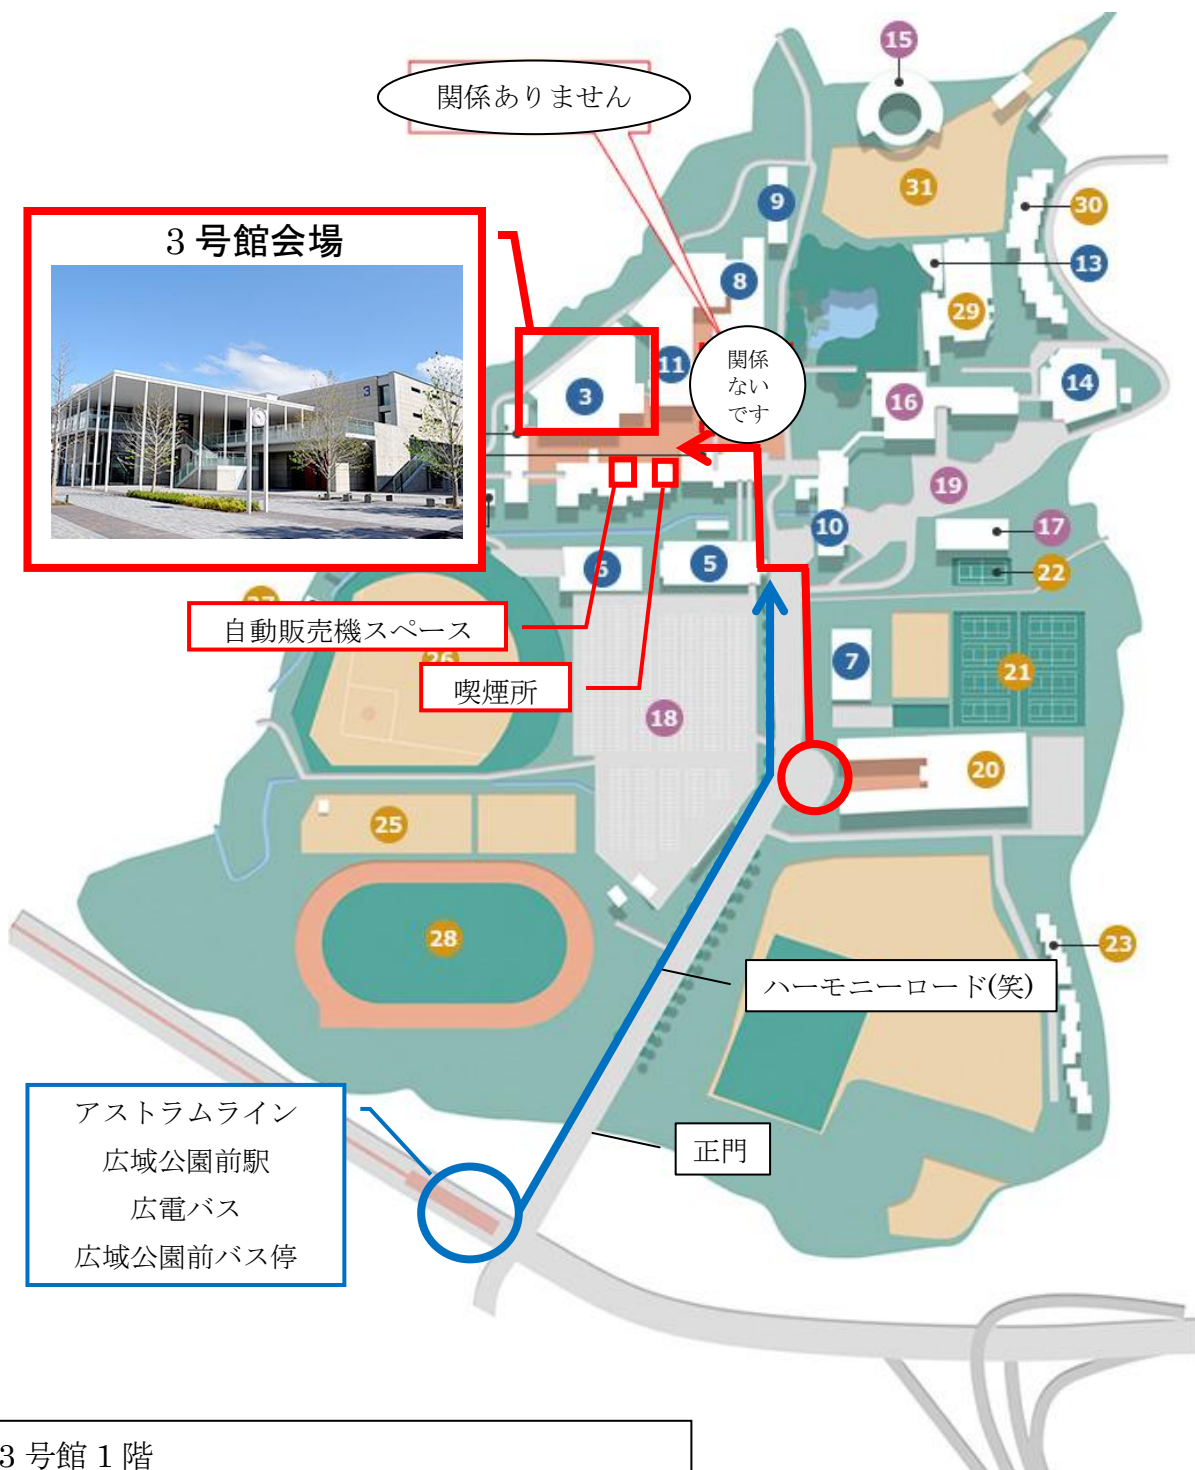 15
関係ありません
31
9
30
3 号館会場
13
8
29
3
11
関係
ない
です
3
16
14
19
10
17
6
5
22
27
自動販売機スペース
26
7
21
喫煙所
18
20
25
28
23
ハーモニーロード(笑)
アストラムライン
広域公園前駅
広電バス
広域公園前バス停
正門
3 号館 1 階